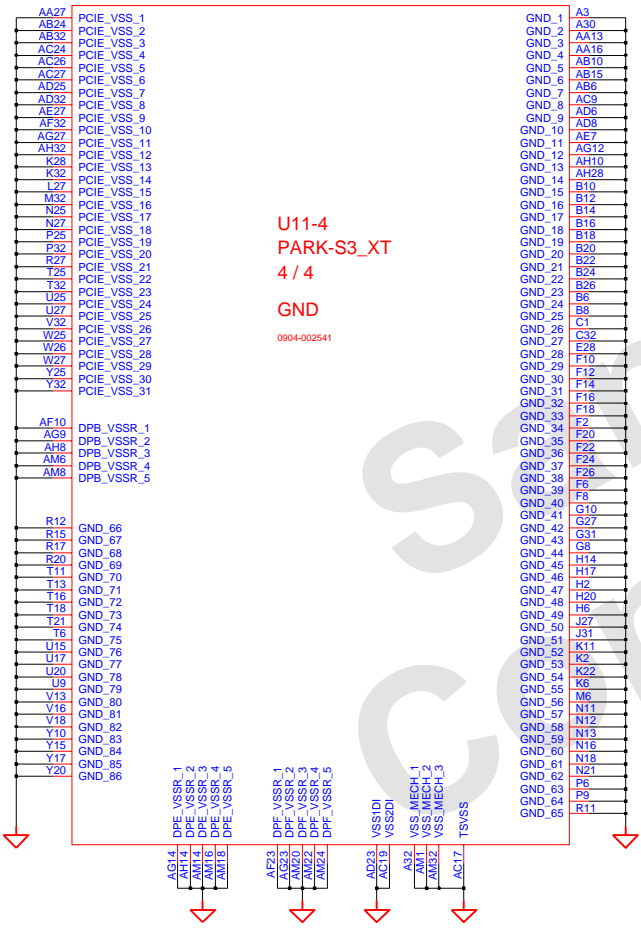 AA27 PCIE_VSS_1
AB24 PCIE_VSS_2
AB32 PCIE_VSS_3
AC24 PCIE_VSS_4
AC26 PCIE_VSS_5
AC27 PCIE_VSS_6
AD25 PCIE_VSS_7
AD32 PCIE_VSS_8
AE27 PCIE_VSS_9
AF32 PCIE_VSS_10
AG27 PCIE_VSS_11
AH32 PCIE_VSS_12
K28 PCIE_VSS_13
K32 PCIE_VSS_14
L27 PCIE_VSS_15
M32 PCIE_VSS_16
N25 PCIE_VSS_17
N27 PCIE_VSS_18
P25 PCIE_VSS_19
P32 PCIE_VSS_20
R27 PCIE_VSS_21
T25 PCIE_VSS_22
T32 PCIE_VSS_23
U25 PCIE_VSS_24
U27 PCIE_VSS_25
V32 PCIE_VSS_26
W25 PCIE_VSS_27
W26 PCIE_VSS_28
W27 PCIE_VSS_29
Y25 PCIE_VSS_30
Y32 PCIE_VSS_31
AF10 DPB_VSSR_1
AG9 DPB_VSSR_2
AH8 DPB_VSSR_3
AM6 DPB_VSSR_4
AM8 DPB_VSSR_5
R12 GND_66
R15 GND_67
R17 GND_68
R20 GND_69
T11 GND_70
T13 GND_71
T16 GND_72
T18 GND_73
T21 GND_74
T6 GND_75
U15 GND_76
U17 GND_77
U20 GND_78
U9 GND_79
V13 GND_80
V16 GND_81
V18 GND_82
Y10 GND_83
Y15 GND_84
Y17 GND_85
Y20 GND_86
U11-4
PARK-S3_XT
4 / 4
GND
0904-002541
GND_1 A3
GND_2 A30
GND_3 AA13
GND_4 AA16
GND_5 AB10
GND_6 AB15
GND_7 AB6
GND_8 AC9
GND_9 AD6
GND_10 AD8
GND_11 AE7
GND_12 AG12
GND_13 AH10
GND_14 AH28
GND_15 B10
GND_16 B12
GND_17 B14
GND_18 B16
GND_19 B18
GND_20 B20
GND_21 B22
GND_22 B24
GND_23 B26
GND_24 B6
GND_25 B8
GND_26 C1
GND_27 C32
GND_28 E28
GND_29 F10
GND_30 F12
GND_31 F14
GND_32 F16
GND_33 F18
GND_34 F2
GND_35 F20
GND_36 F22
GND_37 F24
GND_38 F26
GND_39 F6
GND_40 F8
GND_41 G10
GND_42 G27
GND_43 G31
GND_44 G8
GND_45 H14
GND_46 H17
GND_47 H2
GND_48 H20
GND_49 H6
GND_50 J27
GND_51 J31
GND_52 K11
GND_53 K2
GND_54 K22
GND_55 K6
GND_56 M6
GND_57 N11
GND_58 N12
GND_59 N13
GND_60 N16
GND_61 N18
GND_62 N21
GND_63 P6
GND_64 P9
GND_65 R11
AG14 DPE_VSSR_1
AH14 DPE_VSSR_2
AM14 DPE_VSSR_3
AM16 DPE_VSSR_4
AM18 DPE_VSSR_5
AF23 DPF_VSSR_1
AG23 DPF_VSSR_2
AM20 DPF_VSSR_3
AM22 DPF_VSSR_4
AM24 DPF_VSSR_5
AD23 VSS1DI
AC19 VSS2DI
A32 VSS_MECH_1
AM1 VSS_MECH_2
AM32 VSS_MECH_3
AC17 TSVSS